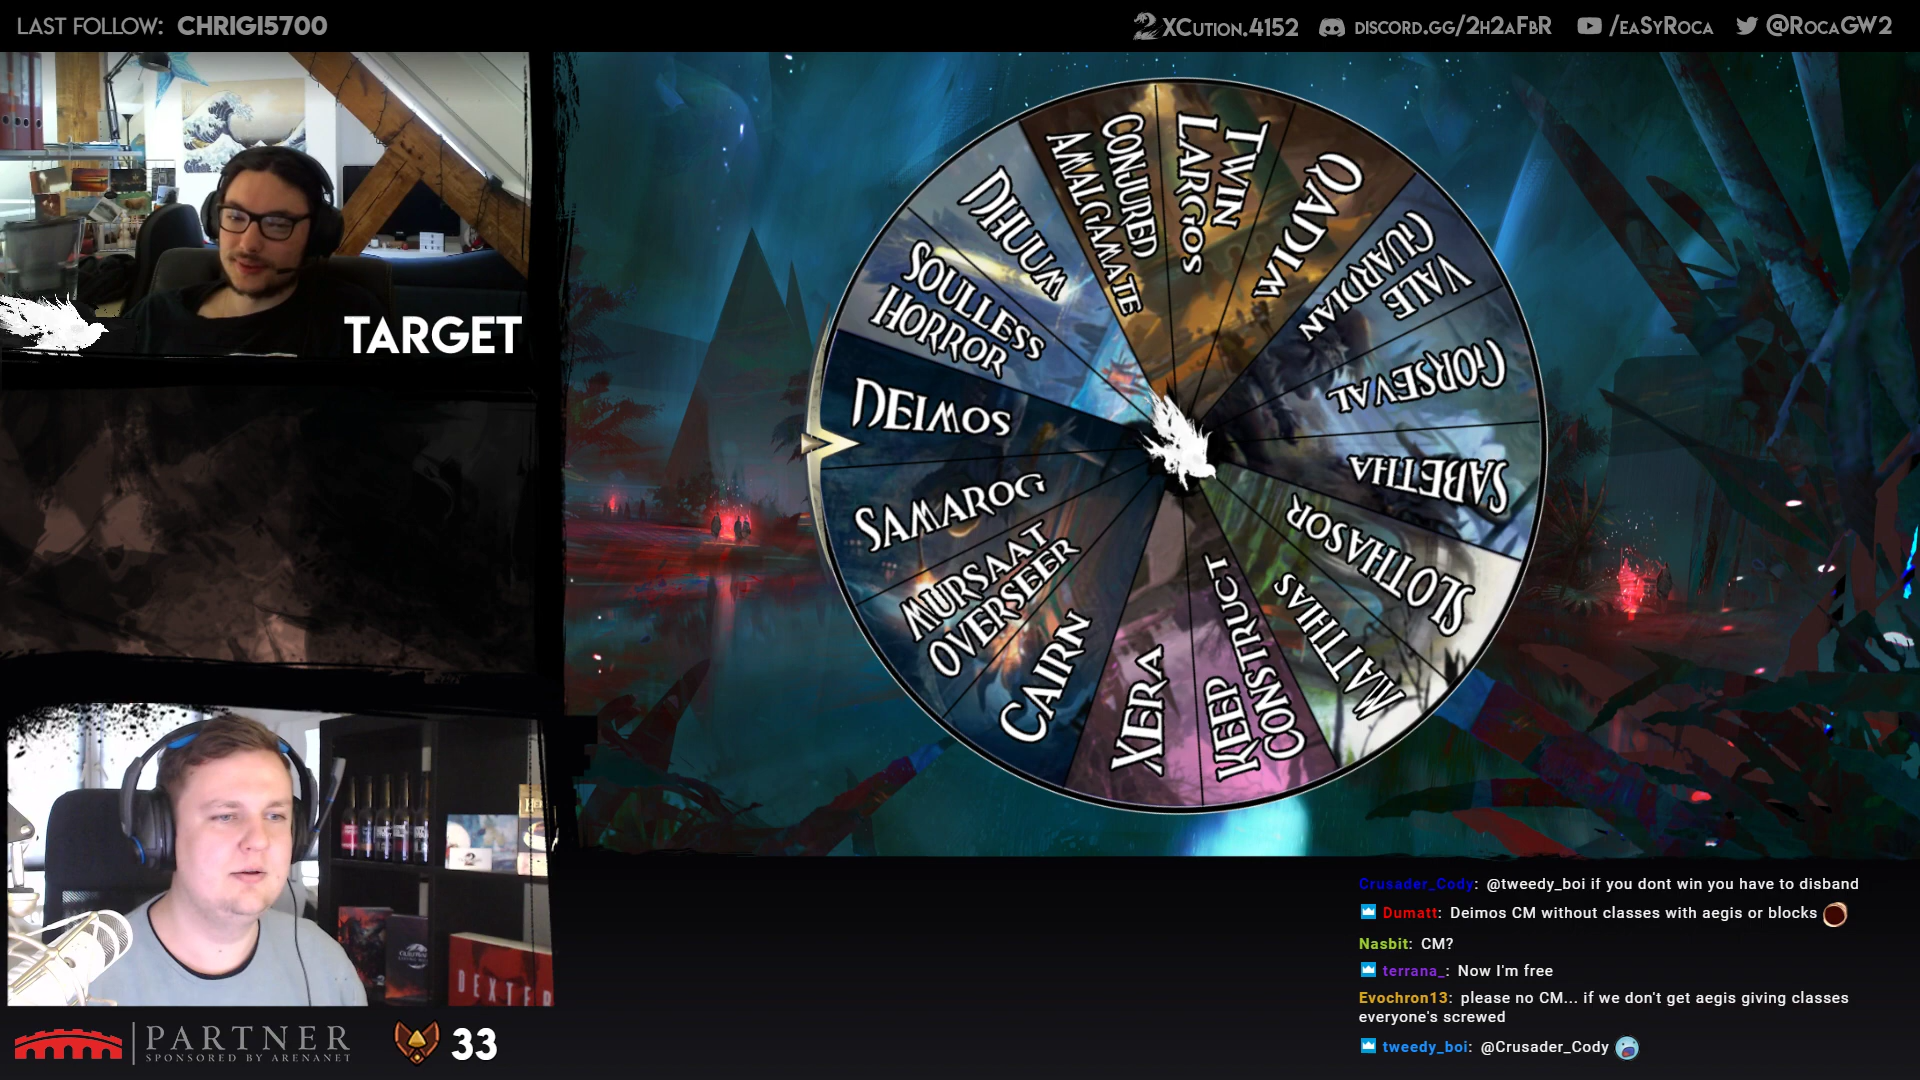 LAST FOLLOW: CHRIGI5700
XCution.4152
discord.gg/2h2aFbR
/eaSyRoca
@RocaGW2
TARGET
CONJURED
AMALGAMATE
TWIN
LARGOS
QADIM
VALE
GUARDIAN
GORSEVAL
SABETHA
SLOTHASOR
MATTHIAS
KEEP
CONSTRUCT
XERA
CAIRN
MURSAAT
OVERSEER
SAMAROG
DEIMOS
SOULLESS
HORROR
DHUUM
DEXTER
PARTNER
SPONSORED BY ARENANET
33
Crusader_Cody: @tweedy_boi if you dont win you have to disband
Dumatt: Deimos CM without classes with aegis or blocks
Nasbit: CM?
terrana_: Now I'm free
Evochron13: please no CM... if we don't get aegis giving classes
everyone's screwed
tweedy_boi: @Crusader_Cody